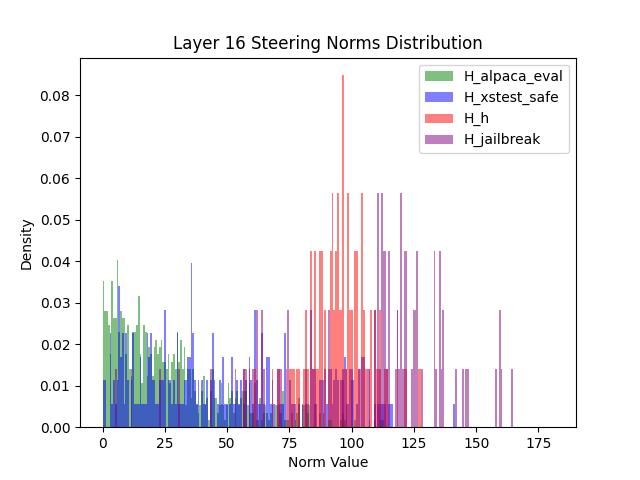 Layer 16 Steering Norms Distribution
H_alpaca_eval
H_xstest_safe
H_h
H_jailbreak
Density
0.08
0.07
0.06
0.05
0.04
0.03
0.02
0.01
0.00
0 25 50 75 100 125 150 175
Norm Value